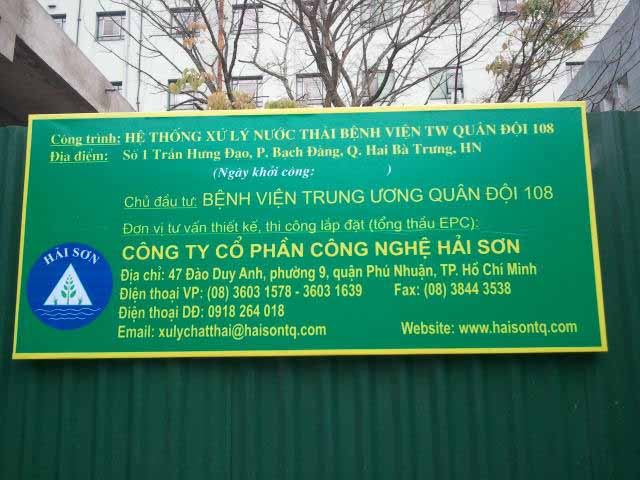 Công trình: HỆ THỐNG XỬ LÝ NƯỚC THẢI BỆNH VIỆN TW QUÂN ĐỘI 108
Địa điểm: Số 1 Trần Hưng Đạo, P. Bạch Đằng, Q. Hai Bà Trưng, HN
(Ngày khởi công: )
Chủ đầu tư: BỆNH VIỆN TRUNG ƯƠNG QUÂN ĐỘI 108
Đơn vị tư vấn thiết kế, thi công lắp đặt (tổng thầu EPC):
HẢI SƠN
CÔNG TY CỔ PHẦN CÔNG NGHỆ HẢI SƠN
Địa chỉ: 47 Đào Duy Anh, phường 9, quận Phú Nhuận, TP. Hồ Chí Minh
Điện thoại VP: (08) 3603 1578 - 3603 1639 Fax: (08) 3844 3538
Điện thoại DĐ: 0918 264 018
Email: xulychatthai@haisontq.com Website: www.haisontq.com